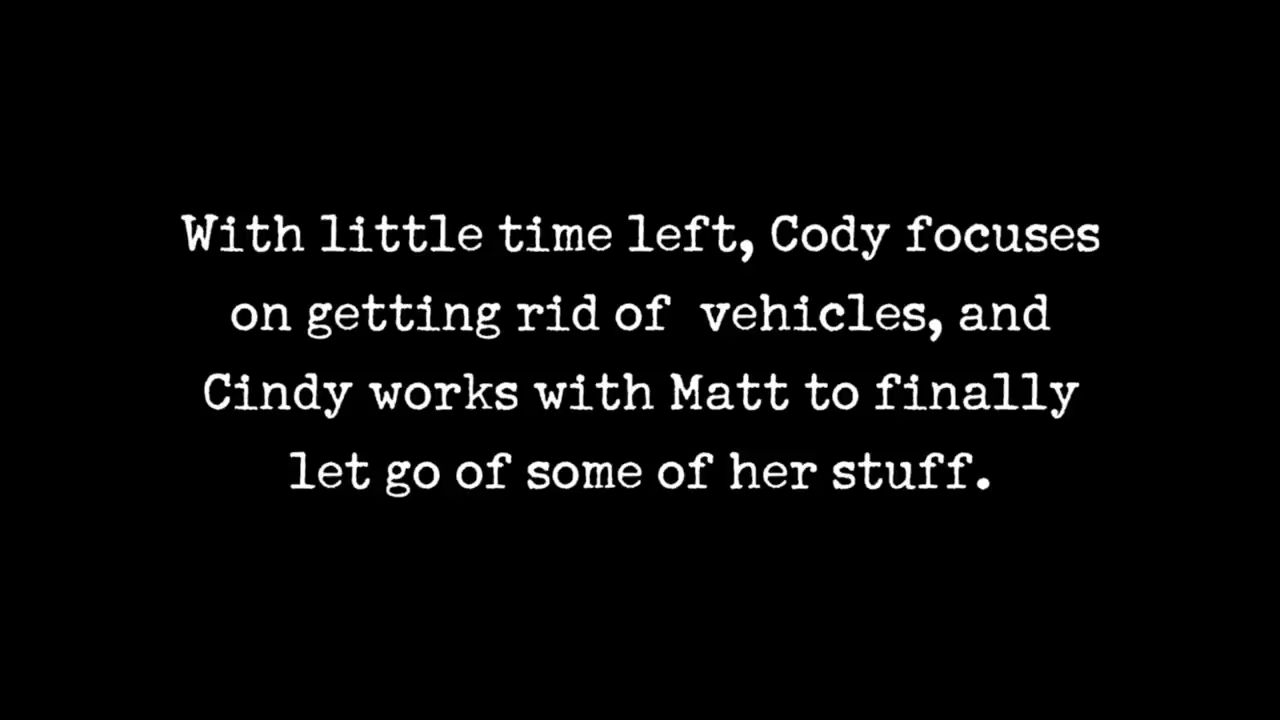 With little time left, Cody focuses
on getting rid of  vehicles, and
Cindy works with Matt to finally
let go of some of her stuff.